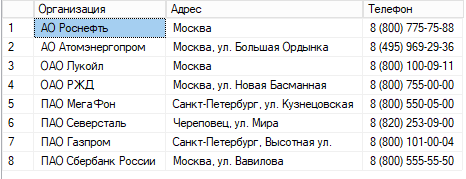 Организация Адрес Телефон
1 АО Роснефть Москва 8 (800) 775-75-88
2 АО Атомэнергопром Москва, ул. Большая Ордынка 8 (495) 969-29-36
3 ОАО Лукойл Москва 8 (800) 100-09-11
4 ОАО РЖД Москва, ул. Новая Басманная 8 (800) 755-00-00
5 ПАО МегаФон Санкт-Петербург, ул. Кузнецовская 8 (800) 550-05-00
6 ПАО Северсталь Череповец, ул. Мира 8 (820) 253-09-00
7 ПАО Газпром Санкт-Петербург, Высотная ул. 8 (800) 101-00-04
8 ПАО Сбербанк России Москва, ул. Вавилова 8 (800) 555-55-50